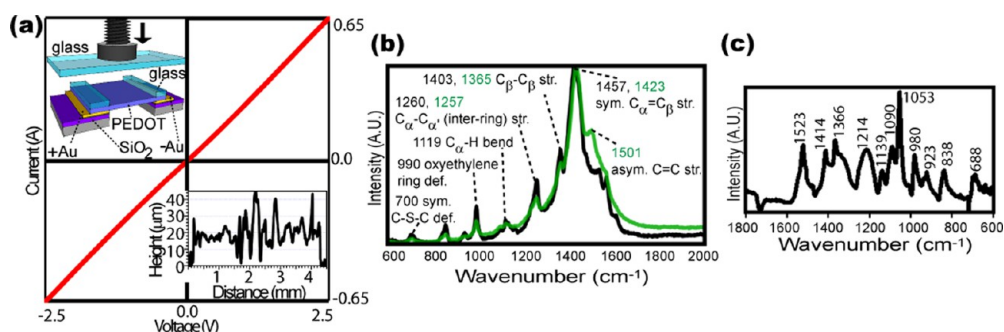 (a)
glass
glass
PEDOT
+Au
SiO2
-Au
Current (A)
0.65
0.0
-0.65
-2.5
0.0
2.5
Voltage(V)
Height(μm)
40
30
20
10
0
0
1
2
3
4
Distance (mm)
(b)
1403, 1365 Cβ-Cβ str.
1260, 1257
Cα-Cα' (inter-ring) str.
1119 Cα-H bend
990 oxyethylene
ring def.
700 sym.
C-S-C def.
1457, 1423
sym. Cα=Cβ str.
1501
asym. C=C str.
Intensity (A.U.)
600 800 1000 1200 1400 1600 1800 2000
Wavenumber (cm-1)
(c)
Intensity (A.U.)
1523
1414
1366
1214
1139
1090
1053
980
923
838
688
1800 1600 1400 1200 1000 800 600
Wavenumber (cm-1)